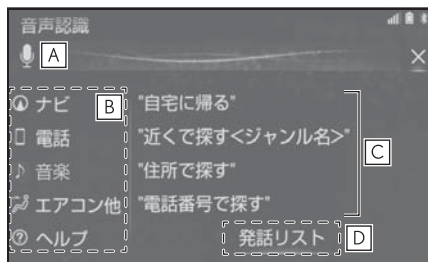 音声認識
A
ナビ B "自宅に帰る"
電話 "近くで探す<ジャンル名>"
C
音楽 "住所で探す"
エアコン他 "電話番号で探す"
ヘルプ 発話リスト D